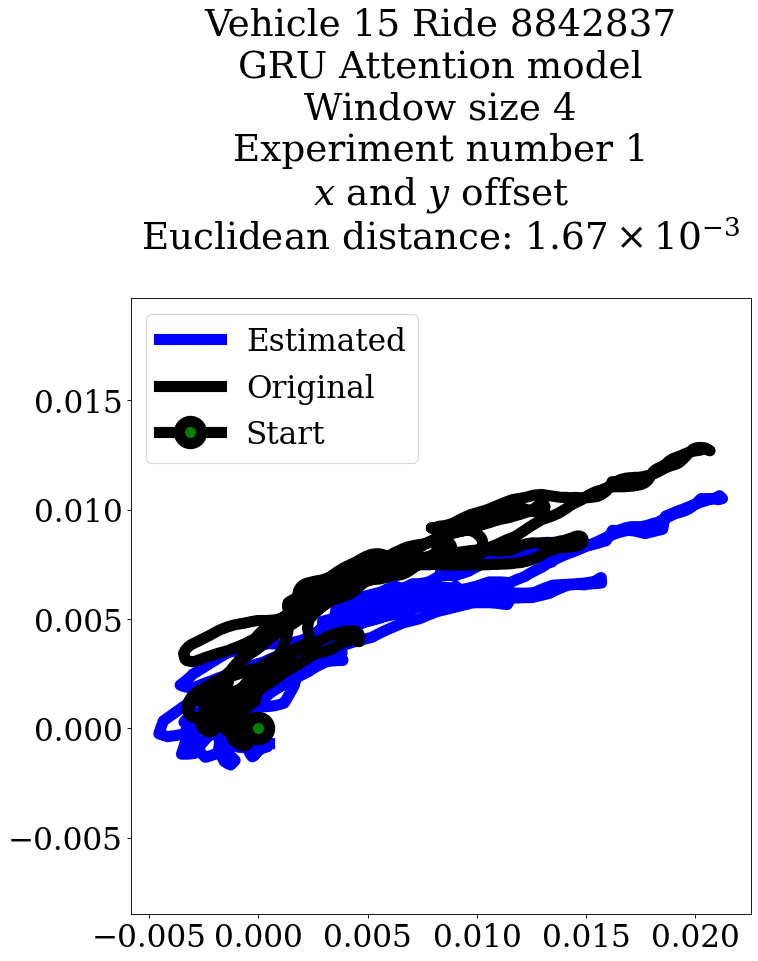 Vehicle 15 Ride 8842837
GRU Attention model
Window size 4
Experiment number 1
x and y offset
Euclidean distance: 1.67 × 10⁻³
Estimated
Original
Start
0.015
0.010
0.005
0.000
−0.005
−0.005 0.000 0.005 0.010 0.015 0.020